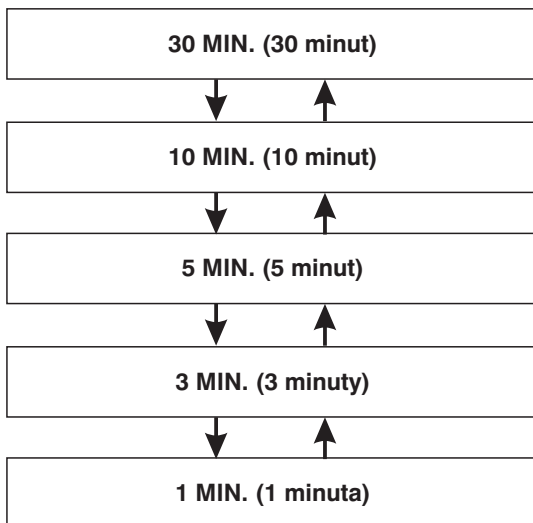 30 MIN. (30 minut)
10 MIN. (10 minut)
5 MIN. (5 minut)
3 MIN. (3 minuty)
1 MIN. (1 minuta)